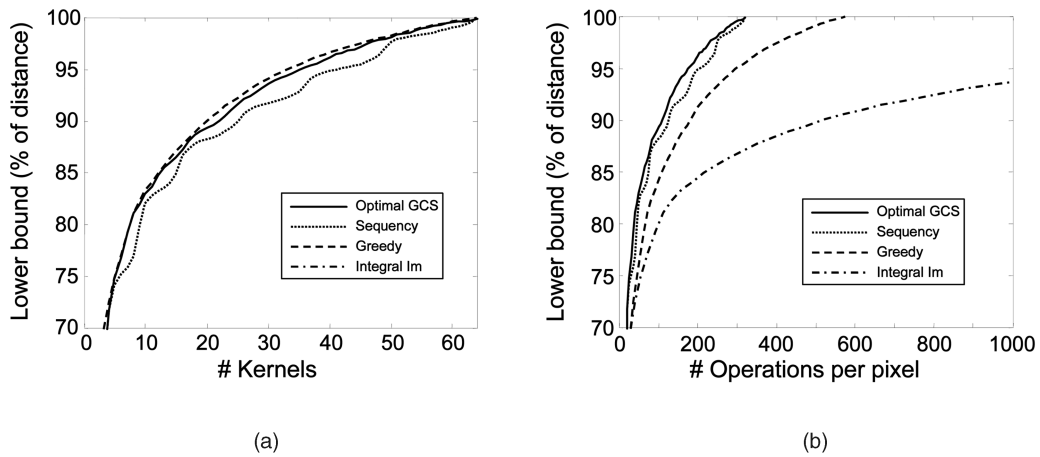 100
95
90
85
80
75
70
Lower bound (% of distance)
Optimal GCS
Sequency
Greedy
Integral Im
0 10 20 30 40 50 60
# Kernels
(a)
100
95
90
85
80
75
70
Lower bound (% of distance)
Optimal GCS
Sequency
Greedy
Integral Im
0 200 400 600 800 1000
# Operations per pixel
(b)